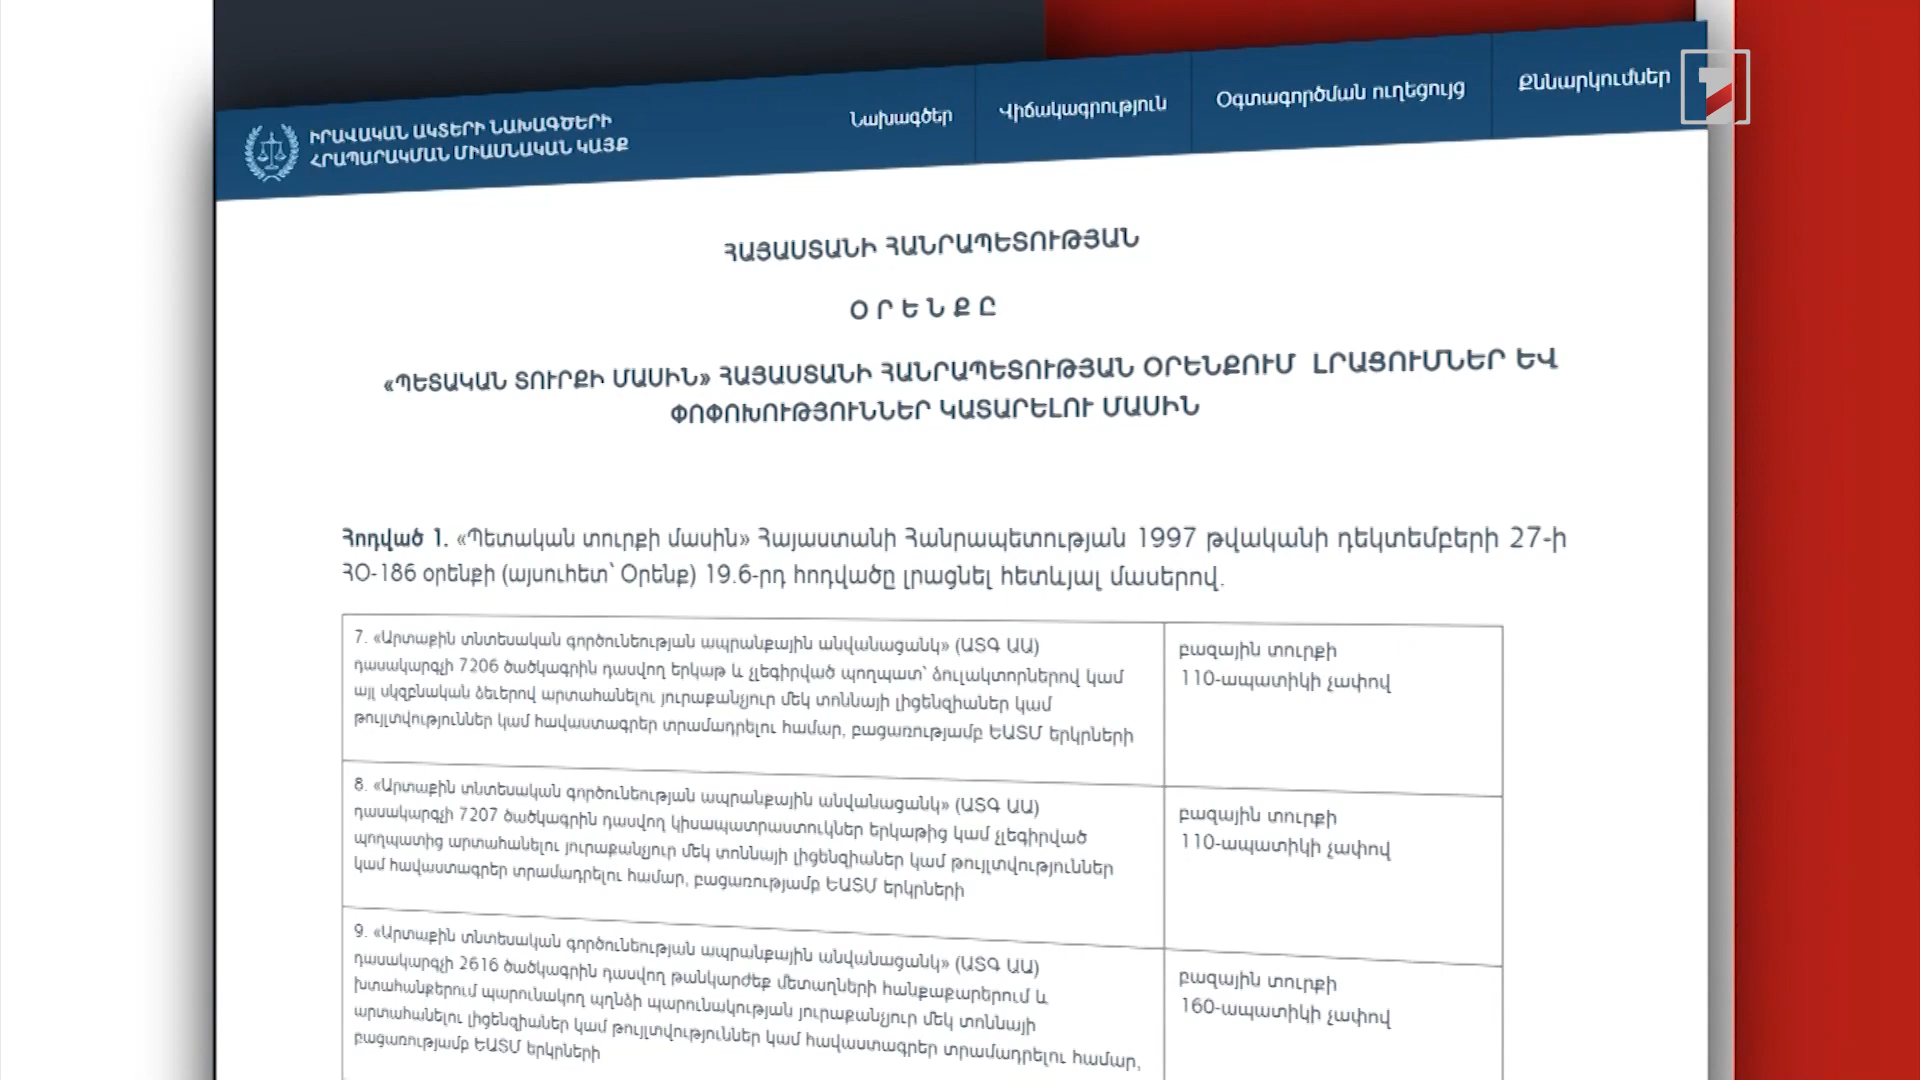 ԻՐԱՎԱԿԱՆ ԱԿՏԵՐԻ ՆԱԽԱԳԾԵՐԻ
ՀՐԱՊԱՐԱԿՄԱՆ ՄԻԱՍՆԱԿԱՆ ԿԱՅՔ
Նախագծեր
Վիճակագրություն
Օգտագործման ուղեցույց
Քննարկումներ
ՀԱՅԱՍՏԱՆԻ ՀԱՆՐԱՊԵՏՈՒԹՅԱՆ
Օ Ր Ե Ն Ք Ը
«ՊԵՏԱԿԱՆ ՏՈՒՐՔԻ ՄԱՍԻՆ» ՀԱՅԱՍՏԱՆԻ ՀԱՆՐԱՊԵՏՈՒԹՅԱՆ ՕՐԵՆՔՈՒՄ ԼՐԱՑՈՒՄՆԵՐ ԵՎ
ՓՈՓՈԽՈՒԹՅՈՒՆՆԵՐ ԿԱՏԱՐԵԼՈՒ ՄԱՍԻՆ
Հոդված 1. «Պետական տուրքի մասին» Հայաստանի Հանրապետության 1997 թվականի դեկտեմբերի 27-ի
ՀՕ-186 օրենքի (այսուհետ՝ Օրենք) 19.6-րդ հոդվածը լրացնել հետևյալ մասերով.
7. «Արտաքին տնտեսական գործունեության ապրանքային անվանացանկ» (ԱՏԳ ԱԱ)
դասակարգչի 7206 ծածկագրին դասվող երկաթ և չլեգիրված պողպատ՝ ձուլակտորներով կամ
այլ սկզբնական ձեւերով արտահանելու յուրաքանչյուր մեկ տոննայի լիցենզիաներ կամ
թույլտվություններ կամ հավաստագրեր տրամադրելու համար, բացառությամբ ԵԱՏՄ երկրների
բազային տուրքի
110-ապատիկի չափով
8. «Արտաքին տնտեսական գործունեության ապրանքային անվանացանկ» (ԱՏԳ ԱԱ)
դասակարգչի 7207 ծածկագրին դասվող կիսապատրաստուկներ երկաթից կամ չլեգիրված
պողպատից արտահանելու յուրաքանչյուր մեկ տոննայի լիցենզիաներ կամ թույլտվություններ
կամ հավաստագրեր տրամադրելու համար, բացառությամբ ԵԱՏՄ երկրների
բազային տուրքի
110-ապատիկի չափով
9. «Արտաքին տնտեսական գործունեության ապրանքային անվանացանկ» (ԱՏԳ ԱԱ)
դասակարգչի 2616 ծածկագրին դասվող թանկարժեք մետաղների հանքաքարերում և
խտահանքերում պարունակող պղնձի պարունակության յուրաքանչյուր մեկ տոննայի
արտահանելու լիցենզիաներ կամ թույլտվություններ կամ հավաստագրեր տրամադրելու համար,
բացառությամբ ԵԱՏՄ երկրների
բազային տուրքի
160-ապատիկի չափով